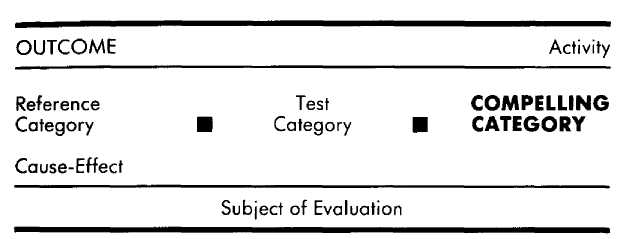 OUTCOME Activity
Reference Test COMPELLING
Category ■ Category ■ CATEGORY
Cause-Effect
Subject of Evaluation